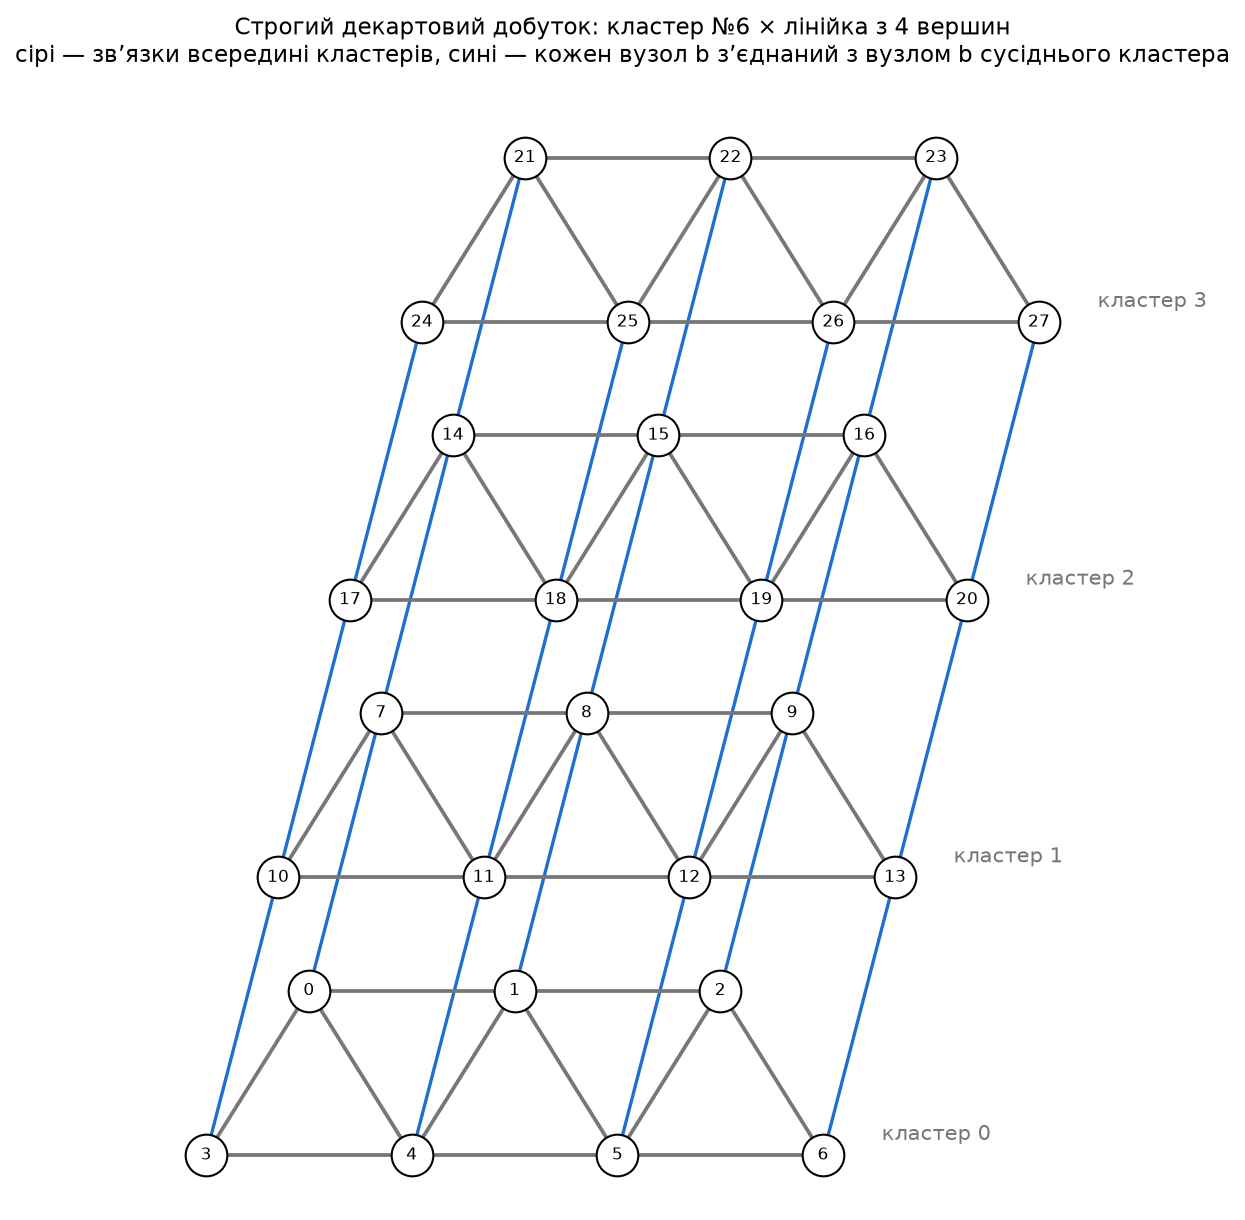 Строгий декартовий добуток: кластер №6 × лінійка з 4 вершин
сірі — зв’язки всередині кластерів, сині — кожен вузол b з’єднаний з вузлом b сусіднього кластера
21 22 23
кластер 3
24 25 26 27
14 15 16
кластер 2
17 18 19 20
7 8 9
кластер 1
10 11 12 13
0 1 2
кластер 0
3 4 5 6